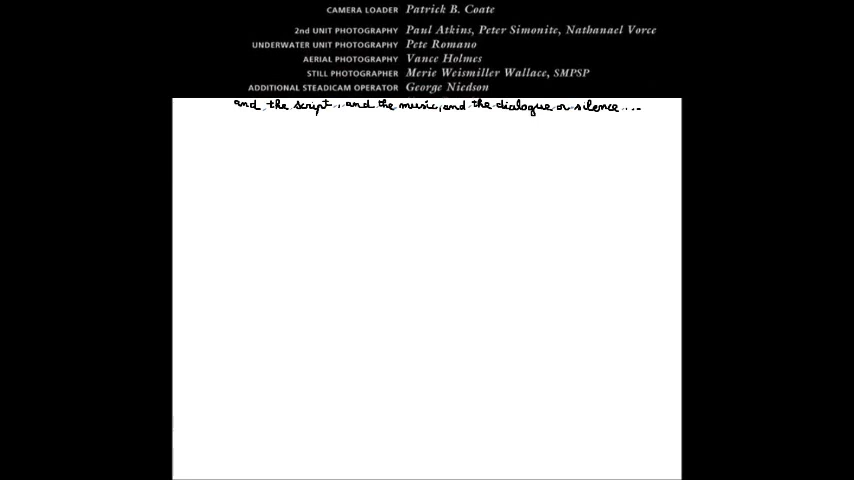 CAMERA LOADER Patrick B. Coate
2nd UNIT PHOTOGRAPHY Paul Atkins, Peter Simonite, Nathanael Vorce
UNDERWATER UNIT PHOTOGRAPHY Pete Romano
AERIAL PHOTOGRAPHY Vance Holmes
STILL PHOTOGRAPHER Merie Weismiller Wallace, SMPSP
ADDITIONAL STEADICAM OPERATOR George Niedson
and the script, and the music, and the dialogue or silence...